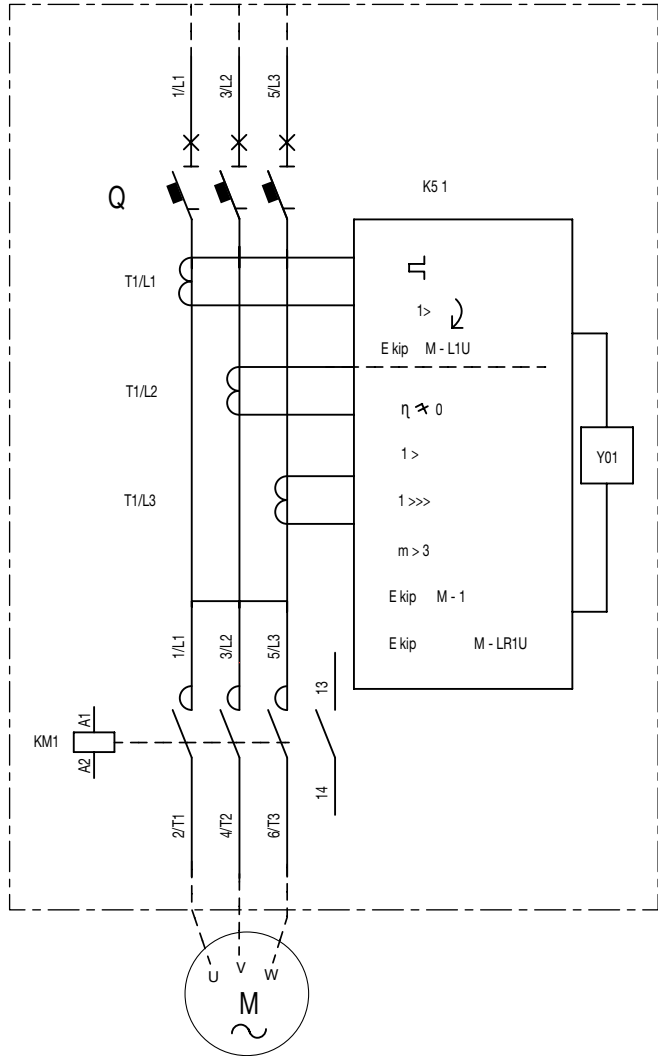 1/L1 3/L2 5/L3
Q
K5 1
T1/L1
1>
E kip M - L1U
T1/L2
η ≯ 0
1 >
Y01
T1/L3
1 >>>
m > 3
E kip M - 1
E kip M - LR1U
1/L1 3/L2 5/L3
13
KM1
A1
A2
14
2/T1 4/T2 6/T3
U V W
M